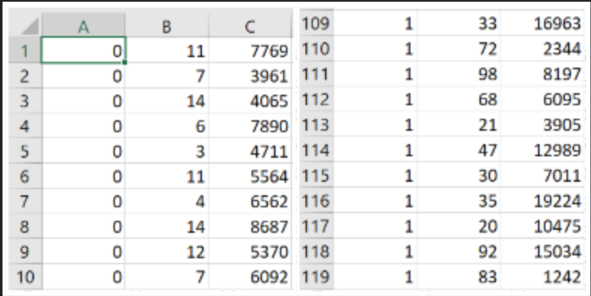 A B C
1 0 11 7769
2 0 7 3961
3 0 14 4065
4 0 6 7890
5 0 3 4711
6 0 11 5564
7 0 4 6562
8 0 14 8687
9 0 12 5370
10 0 7 6092
109 1 33 16963
110 1 72 2344
111 1 98 8197
112 1 68 6095
113 1 21 3905
114 1 47 12989
115 1 30 7011
116 1 35 19224
117 1 20 10475
118 1 92 15034
119 1 83 1242